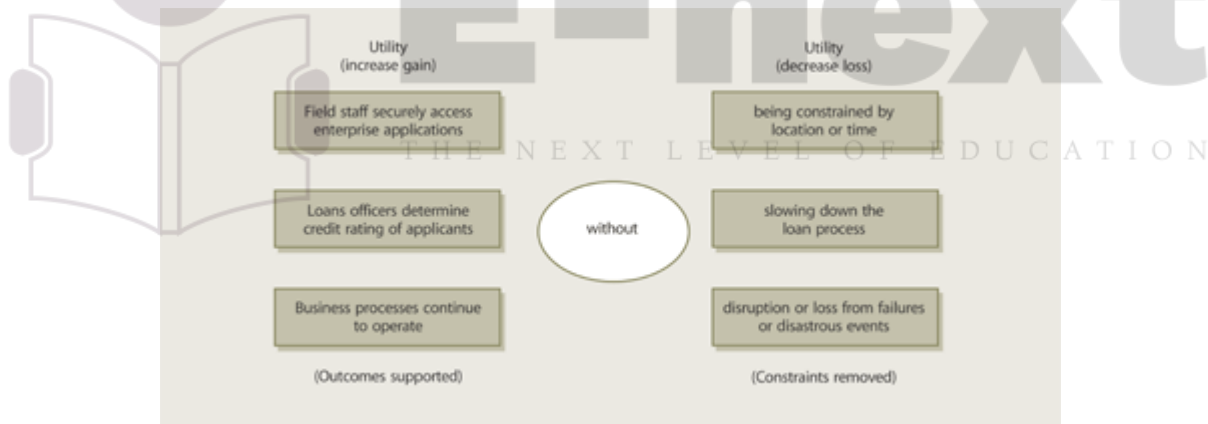 E-next
THE NEXT LEVEL OF EDUCATION
Utility
(increase gain)
Utility
(decrease loss)
Field staff securely access
enterprise applications
being constrained by
location or time
Loans officers determine
credit rating of applicants
without
slowing down the
loan process
Business processes continue
to operate
disruption or loss from failures
or disastrous events
(Outcomes supported)
(Constraints removed)